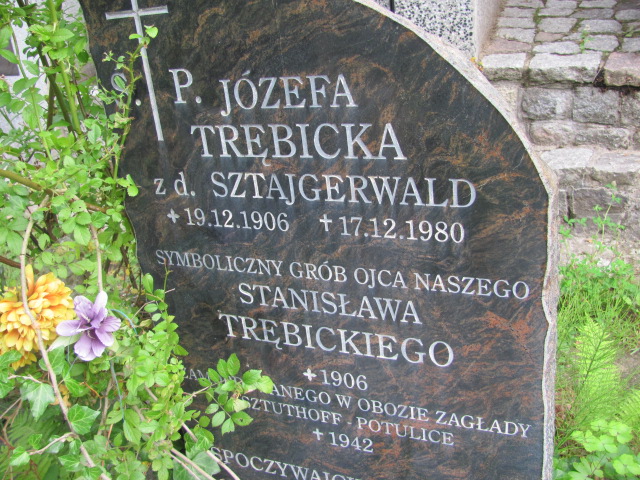 Ś. P. JÓZEFA
TRĘBICKA
z d. SZTAJGERWALD
+19.12.1906 +17.12.1980
SYMBOLICZNY GRÓB OJCA NASZEGO
STANISŁAWA
TRĘBICKIEGO
+1906
W OBOZIE ZAGŁADY
SZTUTHOFF - POTULICE
+1942